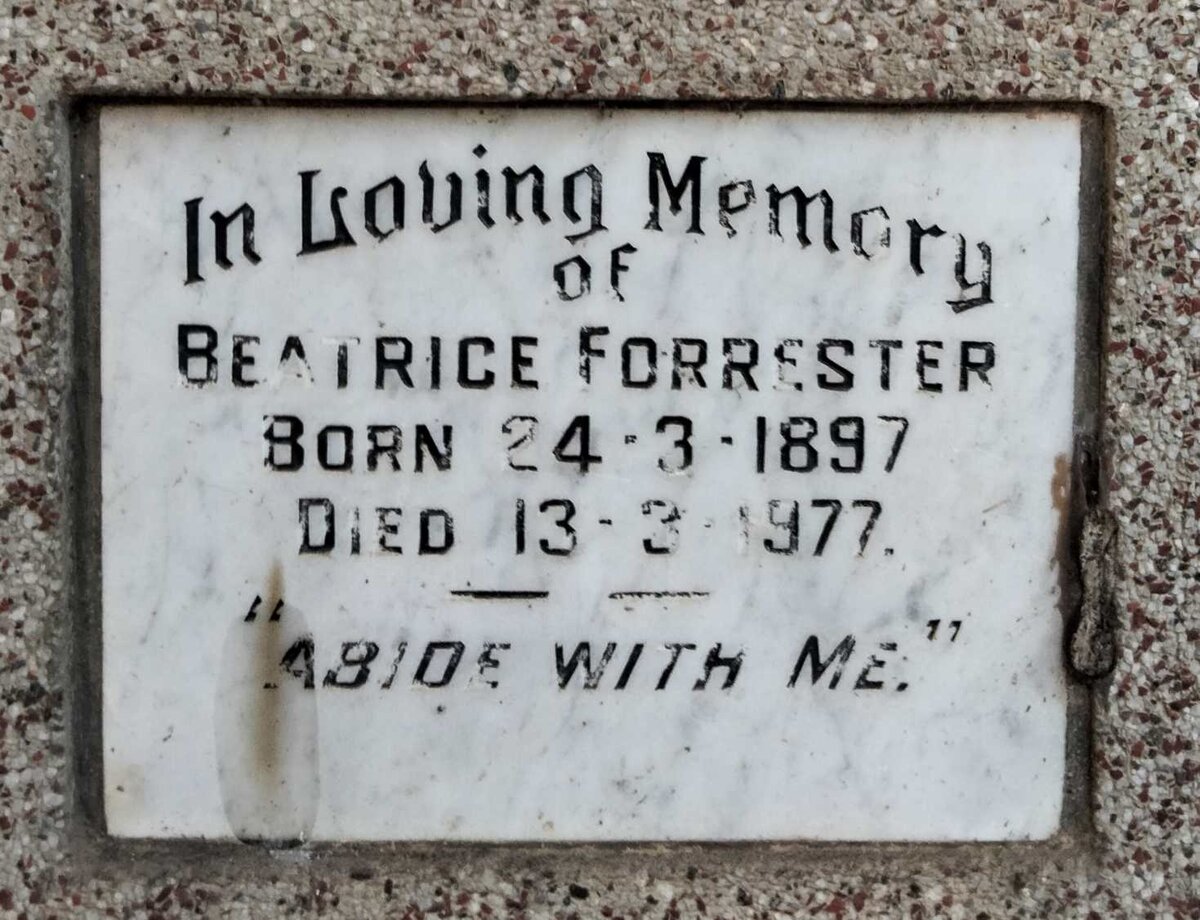 In Loving Memory
of
BEATRICE FORRESTER
BORN 24-3-1897
DIED 13-3-1977.
"ABIDE WITH ME."